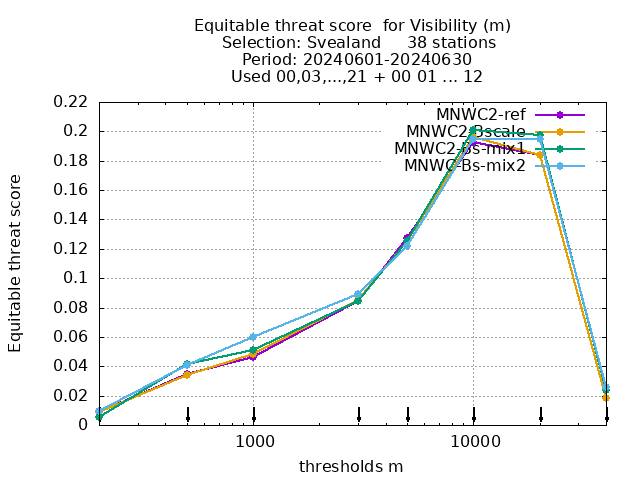 Equitable threat score  for Visibility (m)
Selection: Svealand     38 stations
Period: 20240601-20240630
Used 00,03,...,21 + 00 01 ... 12
Equitable threat score
0.22
0.2
0.18
0.16
0.14
0.12
0.1
0.08
0.06
0.04
0.02
0
MNWC2-ref
MNWC2-Bscale
MNWC2-Bs-mix1
MNWC-Bs-mix2
1000
10000
thresholds m